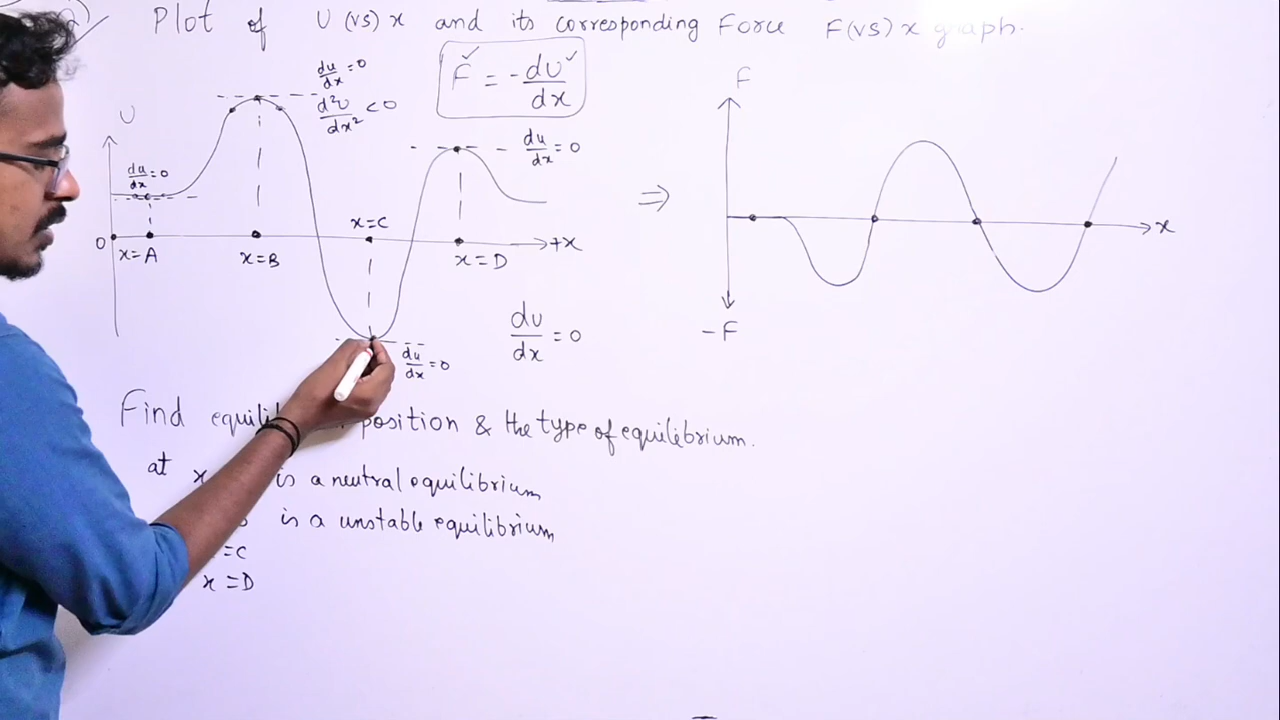 Plot of U (vs) x and its corresponding Force F(vs) x graph.
F = -dU/dx
du/dx = 0
d²U/dx² < 0
U
du/dx = 0
du/dx = 0
0
x=A
x=B
x=C
x=D
+x
du/dx = 0
du/dx = 0
⇒
F
-F
x
Find position & the type of equilibrium.
at x is a neutral equilibrium
is a unstable equilibrium
=C
x =D